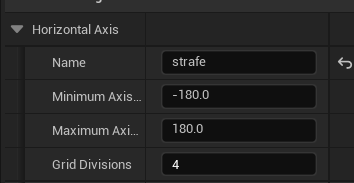 Horizontal Axis
Name strafe
Minimum Axis... -180.0
Maximum Axi... 180.0
Grid Divisions 4